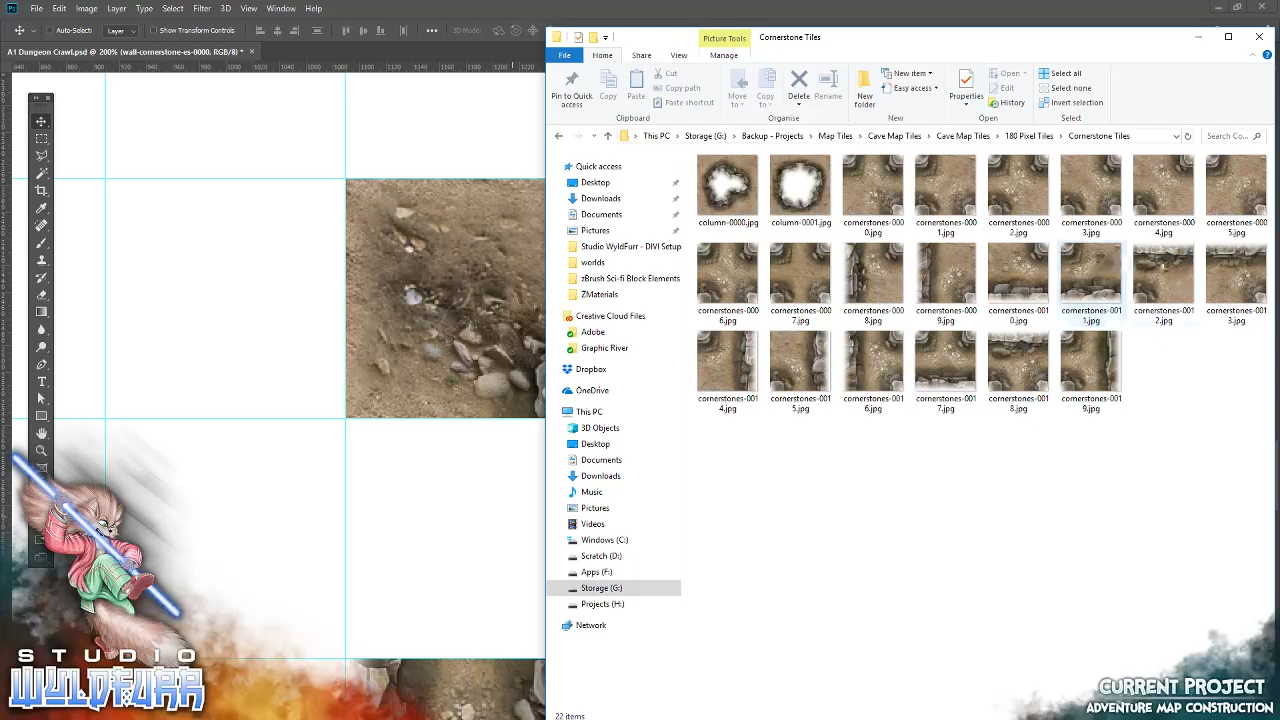 Ps File Edit Image Layer Type Select Filter 3D View Window Help
Auto-Select: Layer Show Transform Controls 3D Mode:
A1 Dungeon Crawl.psd @ 200% (wall-cornerstone-es-0000, RGB/8) *
Picture Tools Cornerstone Tiles
File Home Share View Manage
Pin to Quick access Copy Paste Cut Copy path Paste shortcut Move to Copy to Delete Rename New folder New item Easy access Properties Open Edit History Select all Select none Invert selection
Clipboard Organise New Open Select
This PC Storage (G:) Backup - Projects Map Tiles Cave Map Tiles Cave Map Tiles 180 Pixel Tiles Cornerstone Tiles Search Co...
Quick access
Desktop
Downloads
Documents
Pictures
Studio WyldFurr - DIVI Setup
worlds
zBrush Sci-fi Block Elements
ZMaterials
Creative Cloud Files
Adobe
Graphic River
Dropbox
OneDrive
This PC
3D Objects
Desktop
Documents
Downloads
Music
Pictures
Videos
Windows (C:)
Scratch (D:)
Apps (F:)
Storage (G:)
Projects (H:)
Network
column-0000.jpg column-0001.jpg cornerstones-0000.jpg cornerstones-0001.jpg cornerstones-0002.jpg cornerstones-0003.jpg cornerstones-0004.jpg cornerstones-0005.jpg
cornerstones-0006.jpg cornerstones-0007.jpg cornerstones-0008.jpg cornerstones-0009.jpg cornerstones-0010.jpg cornerstones-0011.jpg cornerstones-0012.jpg cornerstones-0013.jpg
cornerstones-0014.jpg cornerstones-0015.jpg cornerstones-0016.jpg cornerstones-0017.jpg cornerstones-0018.jpg cornerstones-0019.jpg
22 items
STUDIO
WYLDFURR
CURRENT PROJECT
ADVENTURE MAP CONSTRUCTION